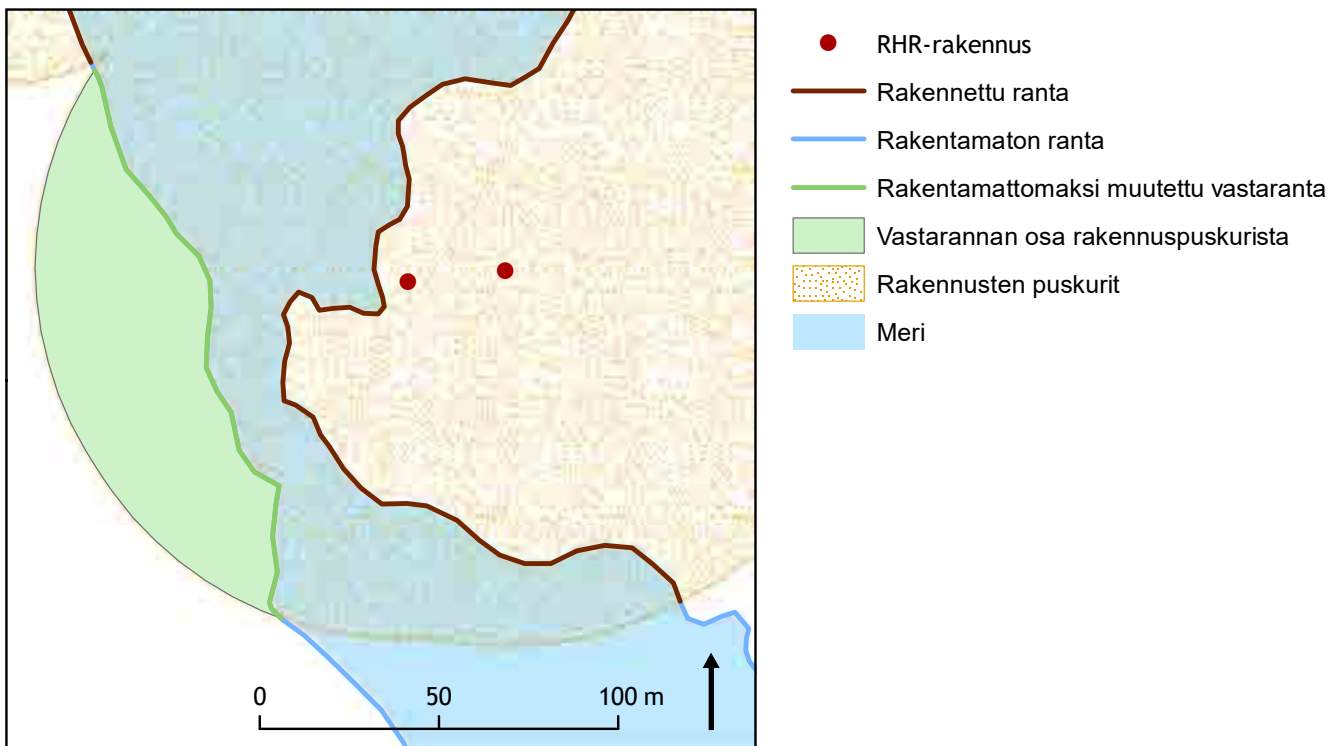 RHR-rakennus
Rakennettu ranta
Rakentamaton ranta
Rakentamattomaksi muutettu vastaranta
Vastarannan osa rakennuspuskurista
Rakennusten puskurit
Meri
0 50 100 m